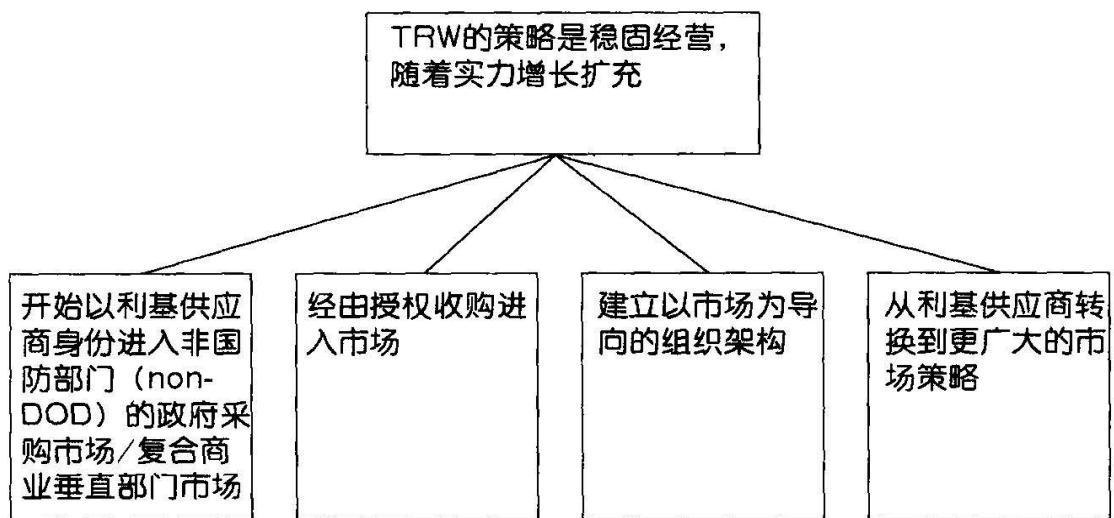 TRW的策略是稳固经营，
随着实力增长扩充
开始以利基供应
商身份进入非国
防部门（non-
DOD）的政府采
购市场/复合商
业垂直部门市场
经由授权收购进
入市场
建立以市场为导
向的组织架构
从利基供应商转
换到更广大的市
场策略